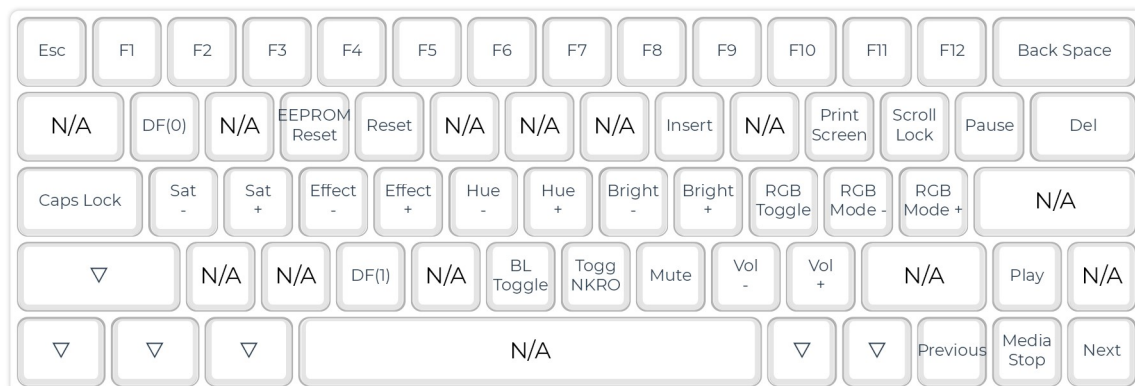 Esc F1 F2 F3 F4 F5 F6 F7 F8 F9 F10 F11 F12 Back Space
N/A DF(0) N/A EEPROM Reset Reset N/A N/A N/A Insert N/A Print Screen Scroll Lock Pause Del
Caps Lock Sat - Sat + Effect - Effect + Hue - Hue + Bright - Bright + RGB Toggle RGB Mode - RGB Mode + N/A
▽ N/A N/A DF(1) N/A BL Toggle Togg NKRO Mute Vol - Vol + N/A Play N/A
▽ ▽ ▽ N/A ▽ ▽ Previous Media Stop Next